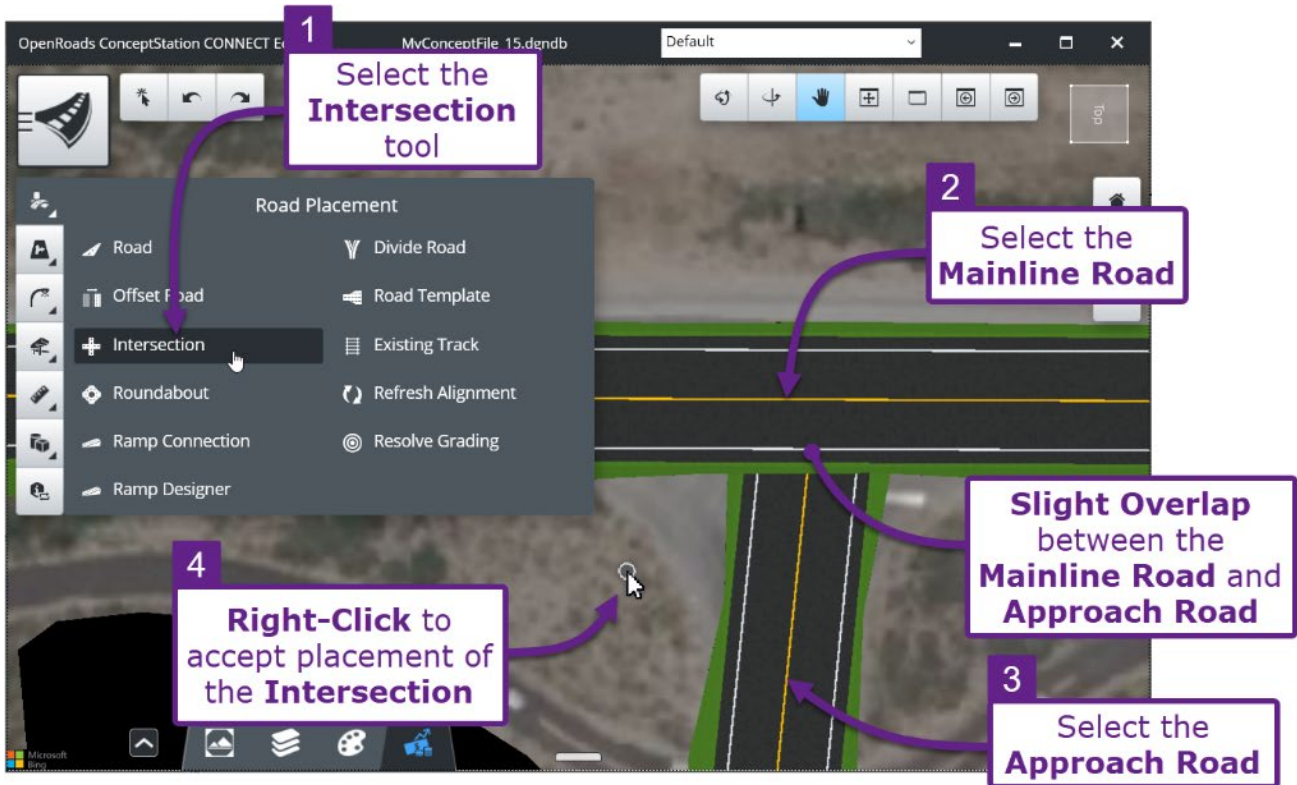 OpenRoads ConceptStation CONNECT Ed
MyConceptFile_15.dgndb
Default
1
Select the
Intersection
tool
Top
Road Placement
Road
Divide Road
Offset Road
Road Template
Intersection
Existing Track
Roundabout
Refresh Alignment
Ramp Connection
Resolve Grading
Ramp Designer
2
Select the
Mainline Road
Slight Overlap
between the
Mainline Road and
Approach Road
4
Right-Click to
accept placement of
the Intersection
3
Select the
Approach Road
Microsoft
Bing